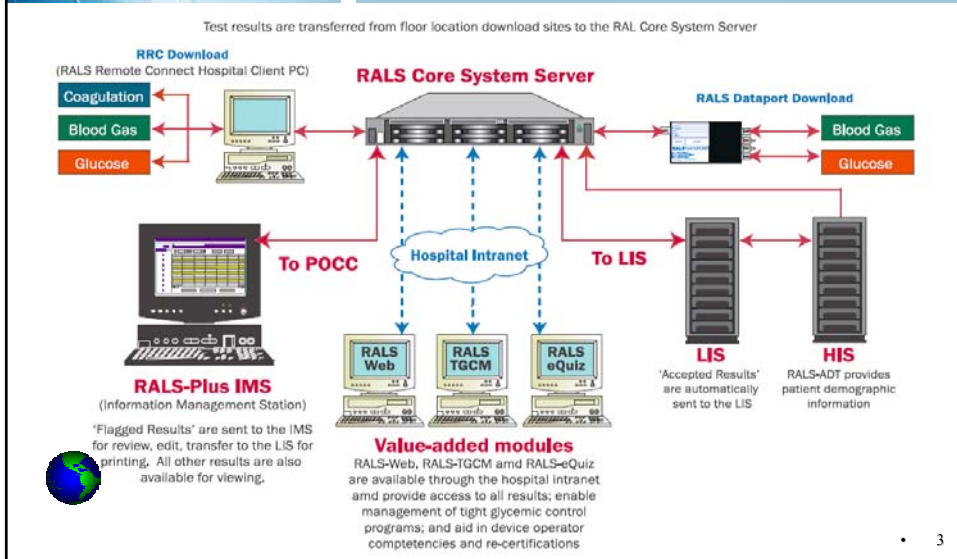 Test results are transferred from floor location download sites to the RAL Core System Server
RRC Download
(RALS Remote Connect Hospital Client PC)
Coagulation
Blood Gas
Glucose
RALS Core System Server
RALS Dataport Download
Blood Gas
Glucose
To POCC
Hospital Intranet
To LIS
RALS-Plus IMS
(Information Management Station)
'Flagged Results' are sent to the IMS
for review, edit, transfer to the LIS for
printing. All other results are also
available for viewing.
RALS
Web
RALS
TGCM
RALS
eQuiz
Value-added modules
RALS-Web, RALS-TGCM amd RALS-eQuiz
are available through the hospital intranet
amd provide access to all results; enable
management of tight glycemic control
programs; and aid in device operator
comptetencies and re-certifications
LIS
'Accepted Results'
are automatically
sent to the LIS
HIS
RALS-ADT provides
patient demographic
information
• 3